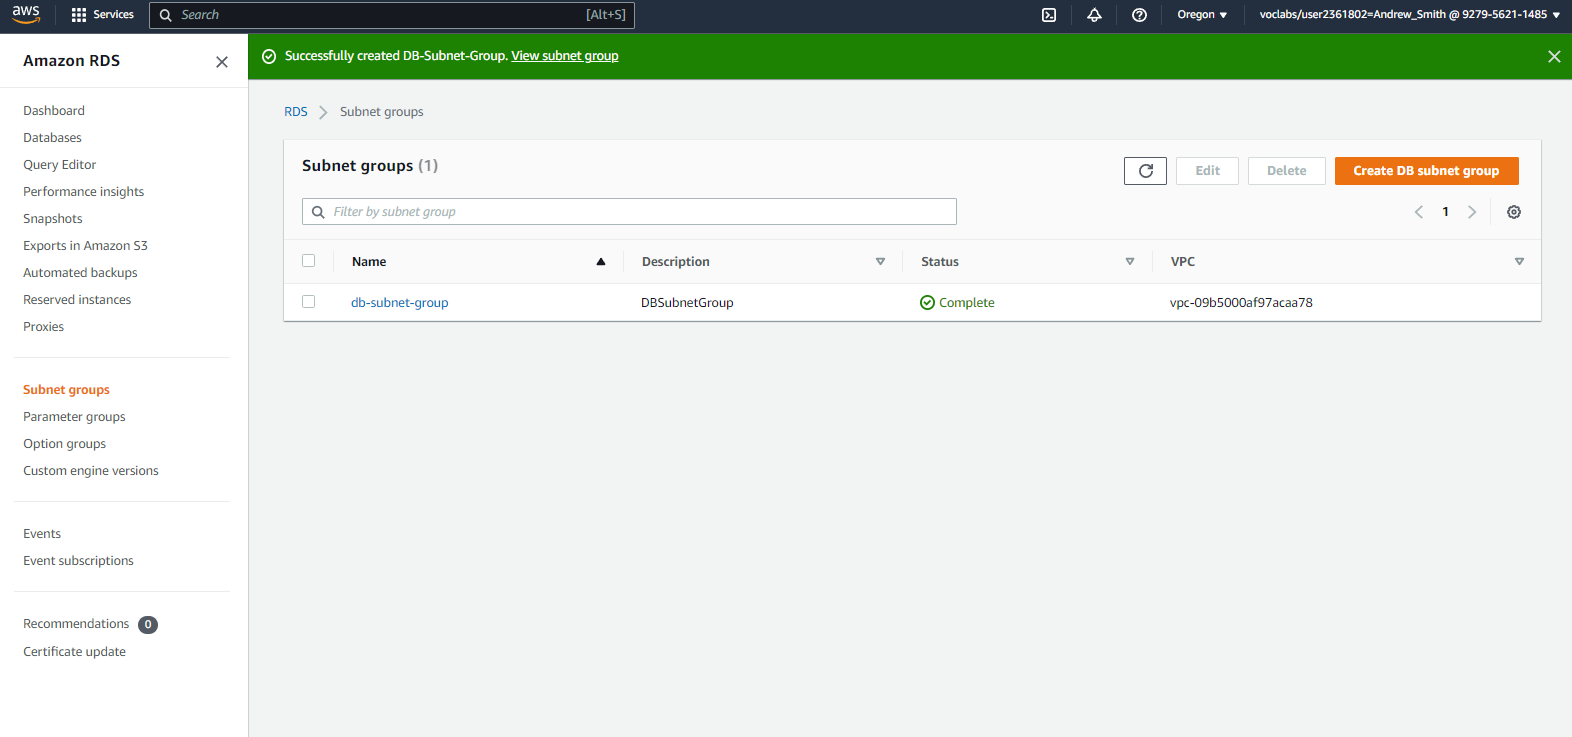 aws Services Search [Alt+S] Oregon voclabs/user2361802=Andrew_Smith @ 9279-5621-1485
Amazon RDS
Successfully created DB-Subnet-Group. View subnet group
Dashboard
Databases
Query Editor
Performance insights
Snapshots
Exports in Amazon S3
Automated backups
Reserved instances
Proxies
Subnet groups
Parameter groups
Option groups
Custom engine versions
Events
Event subscriptions
Recommendations 0
Certificate update
RDS Subnet groups
Subnet groups (1)
Edit Delete Create DB subnet group
Filter by subnet group 1
Name Description Status VPC
db-subnet-group DBSubnetGroup Complete vpc-09b5000af97acaa78